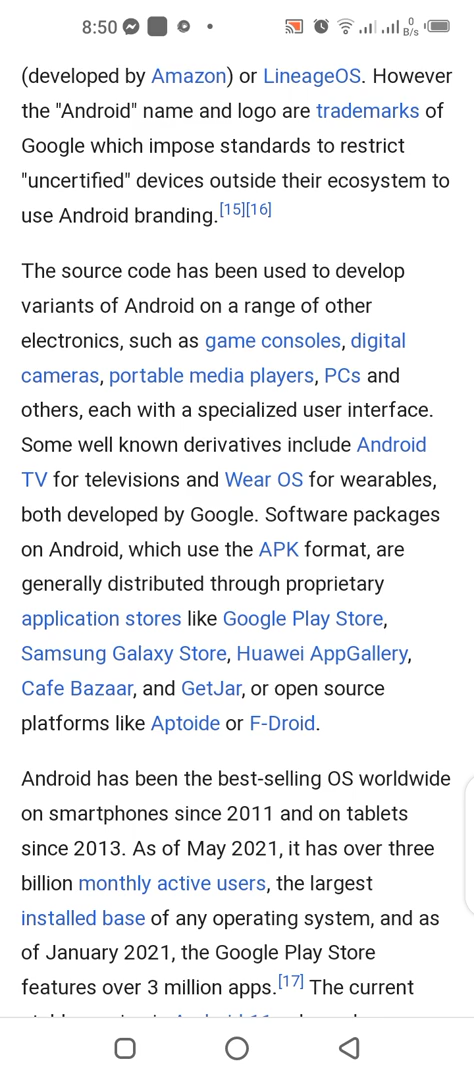 8:50
0
B/s
(developed by Amazon) or LineageOS. However
the "Android" name and logo are trademarks of
Google which impose standards to restrict
"uncertified" devices outside their ecosystem to
use Android branding.[15][16]
The source code has been used to develop
variants of Android on a range of other
electronics, such as game consoles, digital
cameras, portable media players, PCs and
others, each with a specialized user interface.
Some well known derivatives include Android
TV for televisions and Wear OS for wearables,
both developed by Google. Software packages
on Android, which use the APK format, are
generally distributed through proprietary
application stores like Google Play Store,
Samsung Galaxy Store, Huawei AppGallery,
Cafe Bazaar, and GetJar, or open source
platforms like Aptoide or F-Droid.
Android has been the best-selling OS worldwide
on smartphones since 2011 and on tablets
since 2013. As of May 2021, it has over three
billion monthly active users, the largest
installed base of any operating system, and as
of January 2021, the Google Play Store
features over 3 million apps.[17] The current